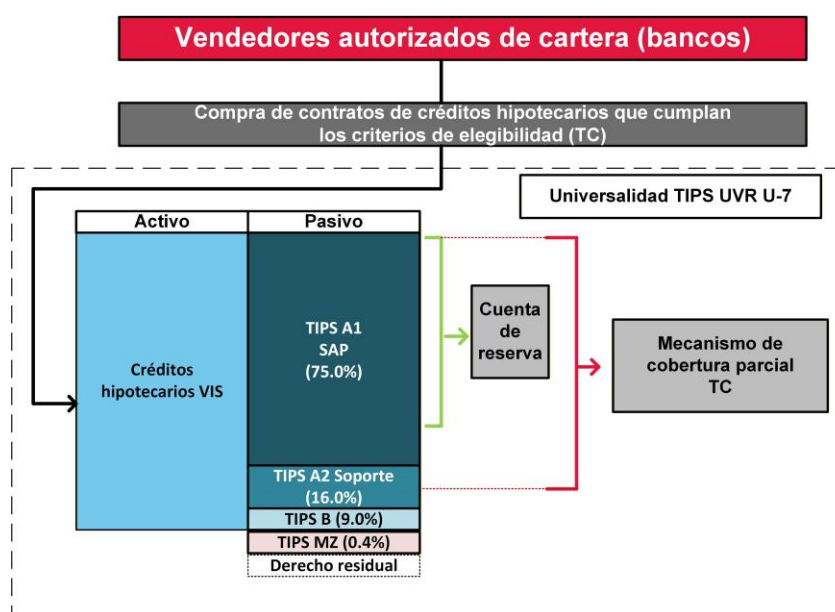 Vendedores autorizados de cartera (bancos)
Compra de contratos de créditos hipotecarios que cumplan
los criterios de elegibilidad (TC)
Universalidad TIPS UVR U-7
Activo
Pasivo
Créditos
hipotecarios VIS
TIPS A1
SAP
(75.0%)
TIPS A2 Soporte
(16.0%)
TIPS B (9.0%)
TIPS MZ (0.4%)
Derecho residual
Cuenta
de
reserva
Mecanismo de
cobertura parcial
TC